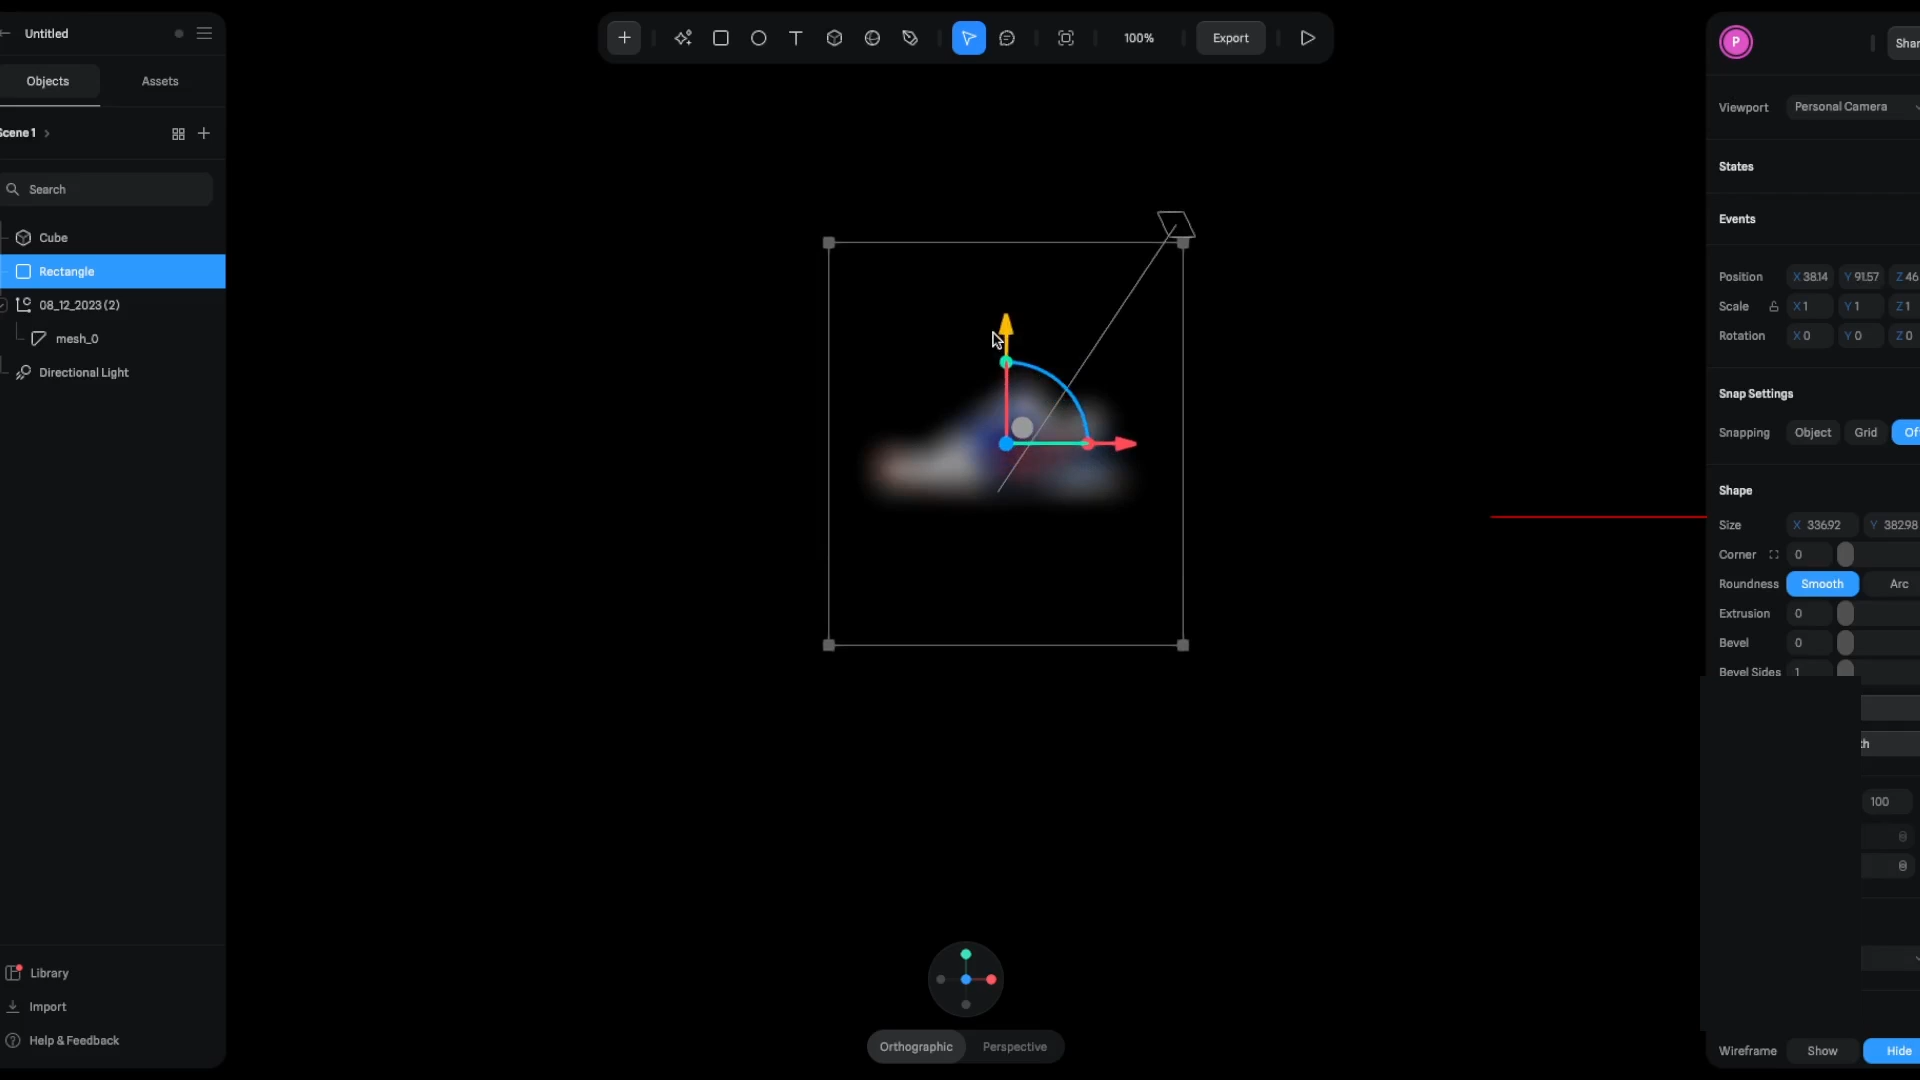 Untitled
Objects
Assets
Scene 1
Search
Cube
Rectangle
08_12_2023 (2)
mesh_0
Directional Light
Library
Import
Help & Feedback
100%
Export
Orthographic
Perspective
P
Shar
Viewport
Personal Camera
States
Events
Position X 38.14 Y 91.57 Z 46
Scale X 1 Y 1 Z 1
Rotation X 0 Y 0 Z 0
Snap Settings
Snapping Object Grid Off
Shape
Size X 336.92 Y 382.98
Corner 0
Roundness Smooth Arc
Extrusion 0
Bevel 0
Bevel Sides 1
th
100
Wireframe Show Hide